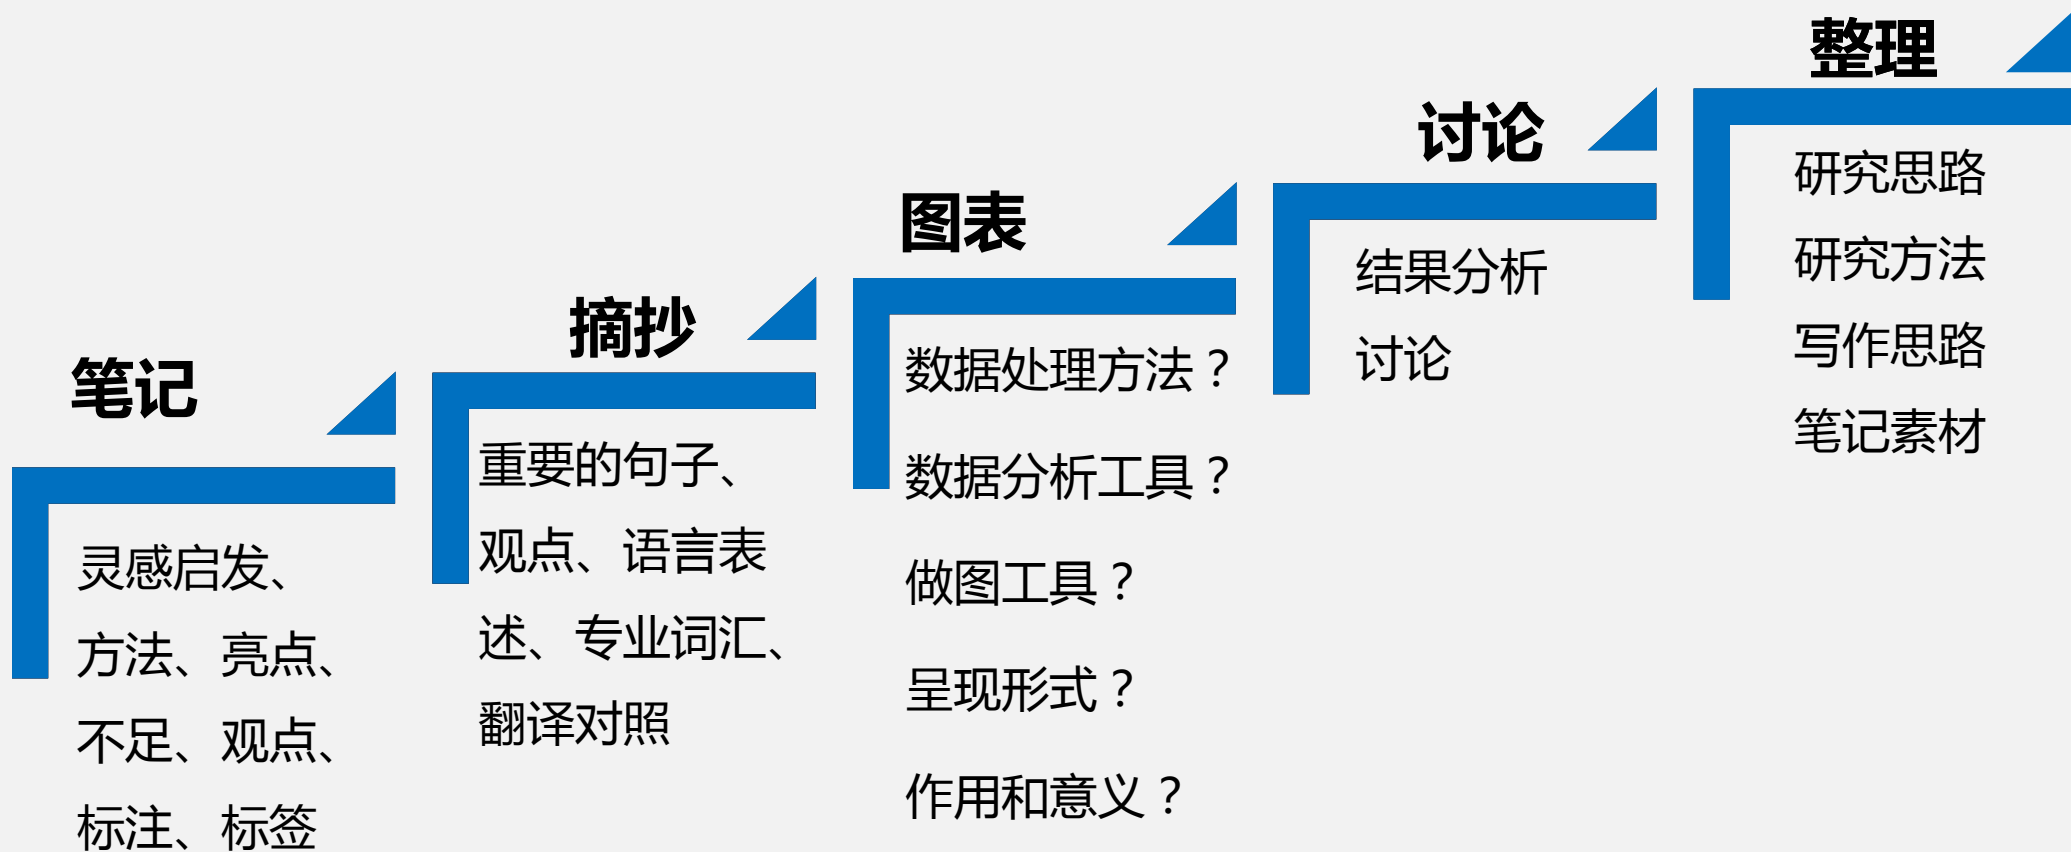 笔记
灵感启发、
方法、亮点、
不足、观点、
标注、标签
摘抄
重要的句子、
观点、语言表
述、专业词汇、
翻译对照
图表
数据处理方法？
数据分析工具？
做图工具？
呈现形式？
作用和意义？
讨论
结果分析
讨论
整理
研究思路
研究方法
写作思路
笔记素材